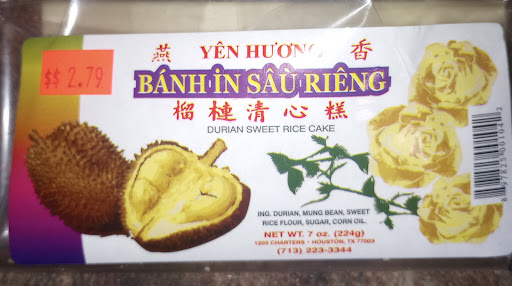 $$ 2.79
燕 YÊN HƯƠNG 香
BÁNH IN SẦU RIÊNG
榴槤清心糕
DURIAN SWEET RICE CAKE
ING. DURIAN, MUNG BEAN, SWEET
RICE FLOUR, SUGAR, CORN OIL.
NET WT. 7 oz. (224g)
1203 CHARTERS • HOUSTON, TX 77003
(713) 223-3344